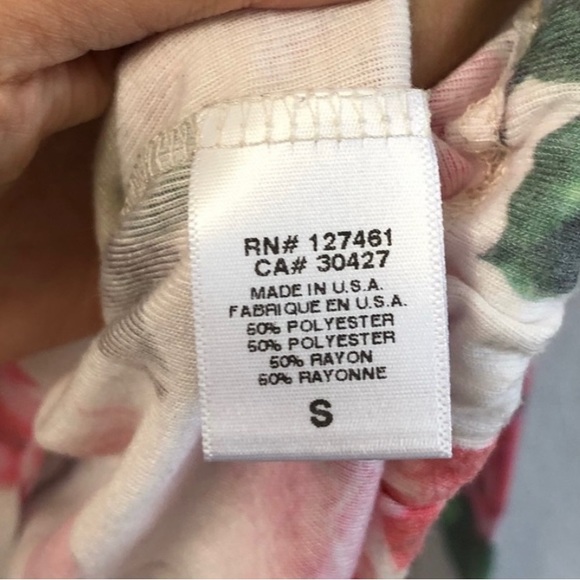 RN# 127461
CA# 30427
MADE IN U.S.A.
FABRIQUE EN U.S.A.
50% POLYESTER
50% POLYESTER
50% RAYON
50% RAYONNE
S